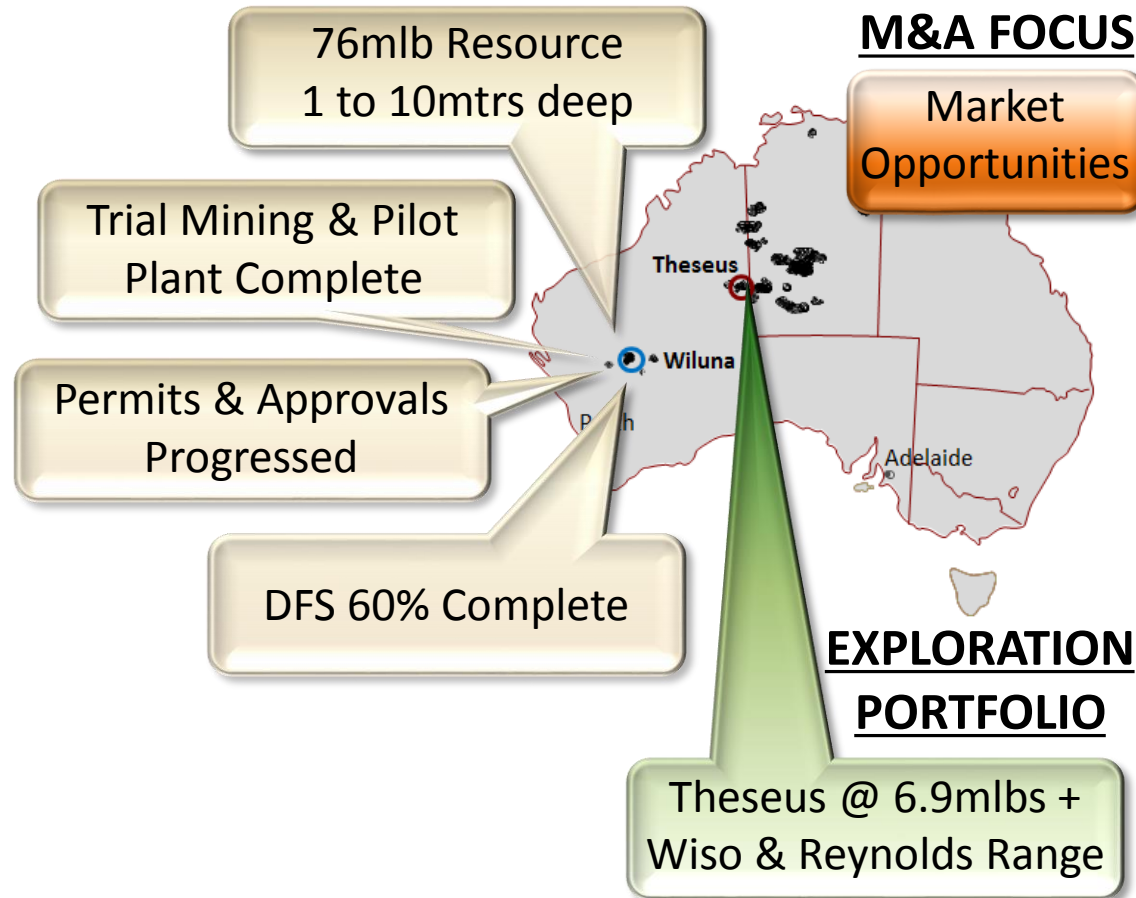 76mlb Resource
1 to 10mtrs deep
M&A FOCUS
Market
Opportunities
Trial Mining & Pilot
Plant Complete
Theseus
Wiluna
Permits & Approvals
Progressed
Adelaide
DFS 60% Complete
EXPLORATION
PORTFOLIO
Theseus @ 6.9mlbs +
Wiso & Reynolds Range